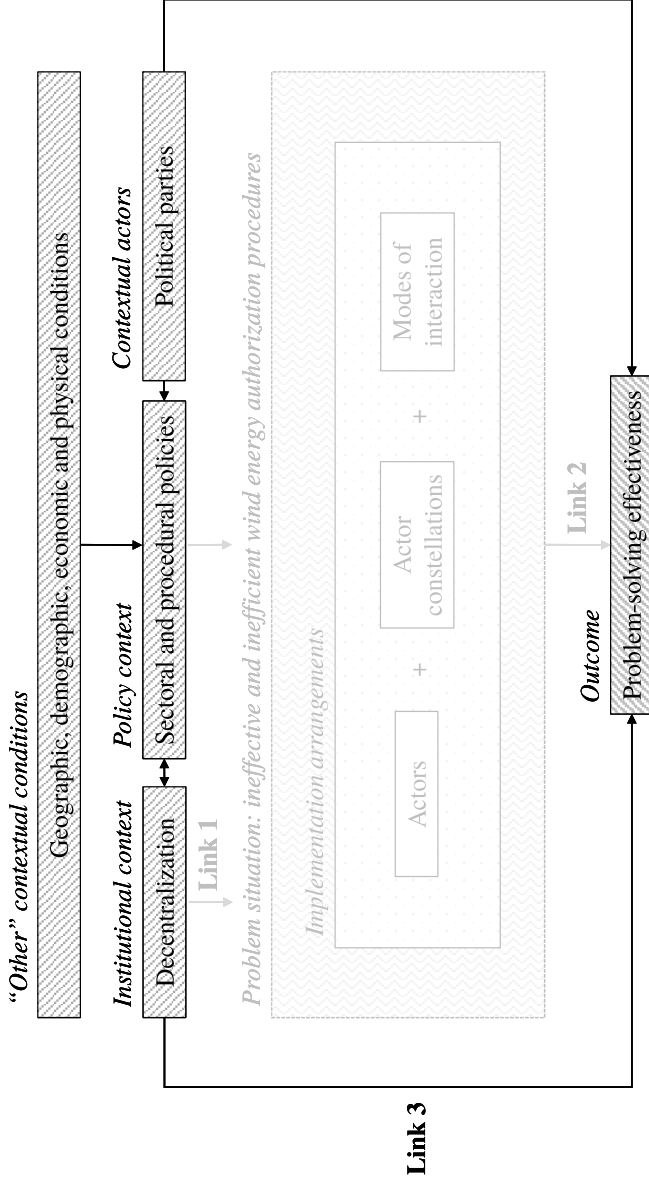 “Other” contextual conditions
Geographic, demographic, economic and physical conditions
Institutional context
Policy context
Contextual actors
Decentralization
Sectoral and procedural policies
Political parties
Link 1
Problem situation: ineffective and inefficient wind energy authorization procedures
Implementation arrangements
Actors
+
Actor
constellations
+
Modes of
interaction
Link 3
Link 2
Outcome
Problem-solving effectiveness